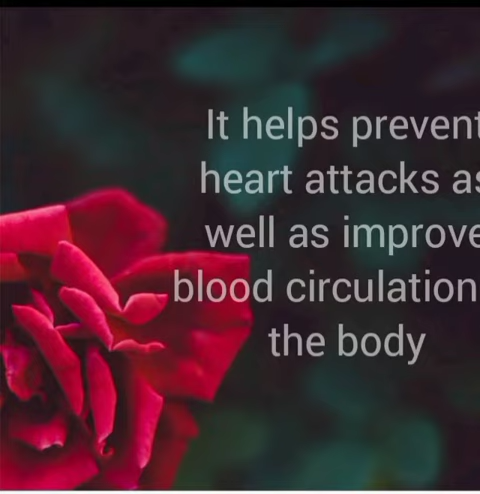 It helps prevent
heart attacks as
well as improve
blood circulation
the body